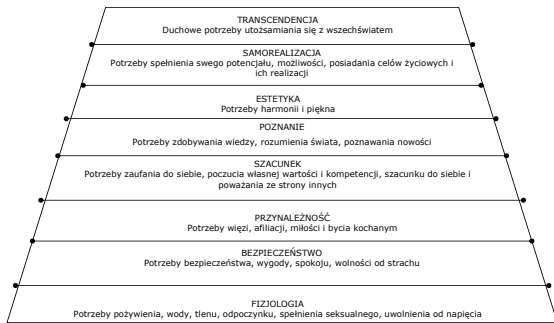 TRANSCENDENCJA
Duchowe potrzeby utożsamiania się z wszechświatem
SAMOREALIZACJA
Potrzeby spełnienia swego potencjału, możliwości, posiadania celów życiowych i
ich realizacji
ESTETYKA
Potrzeby harmonii i piękna
POZNANIE
Potrzeby zdobywania wiedzy, rozumienia świata, poznawania nowości
SZACUNEK
Potrzeby zaufania do siebie, poczucia własnej wartości i kompetencji, szacunku do siebie i
poważania ze strony innych
PRZYNALEŻNOŚĆ
Potrzeby więzi, afiliacji, miłości i bycia kochanym
BEZPIECZEŃSTWO
Potrzeby bezpieczeństwa, wygody, spokoju, wolności od strachu
FIZJOLOGIA
Potrzeby pożywienia, wody, tlenu, odpoczynku, spełnienia seksualnego, uwolnienia od napięcia